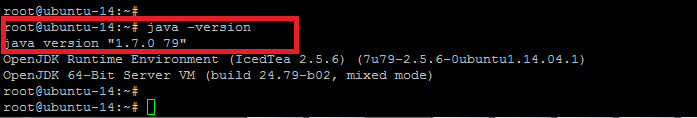 root@ubuntu-14:~#
root@ubuntu-14:~# java -version
java version "1.7.0_79"
OpenJDK Runtime Environment (IcedTea 2.5.6) (7u79-2.5.6-0ubuntu1.14.04.1)
OpenJDK 64-Bit Server VM (build 24.79-b02, mixed mode)
root@ubuntu-14:~#
root@ubuntu-14:~#